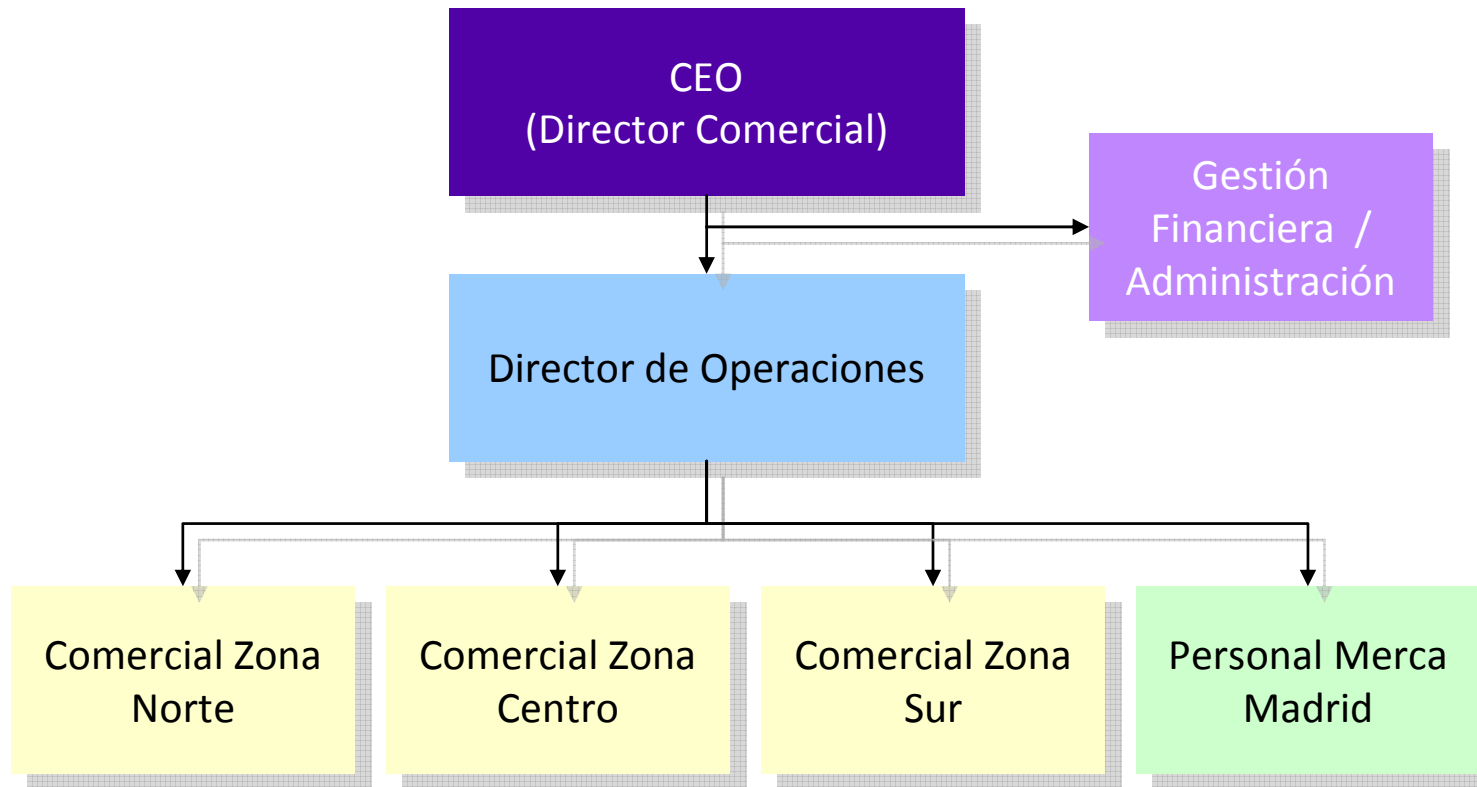 CEO
(Director Comercial)
Gestión
Financiera /
Administración
Director de Operaciones
Comercial Zona
Norte
Comercial Zona
Centro
Comercial Zona
Sur
Personal Merca
Madrid